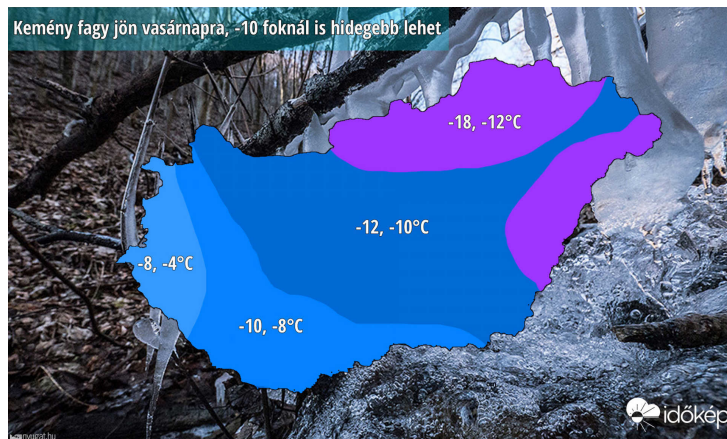 Kemény fagy jön vasárnapra, -10 foknál is hidegebb lehet
-18, -12°C
-12, -10°C
-8, -4°C
-10, -8°C
időkép